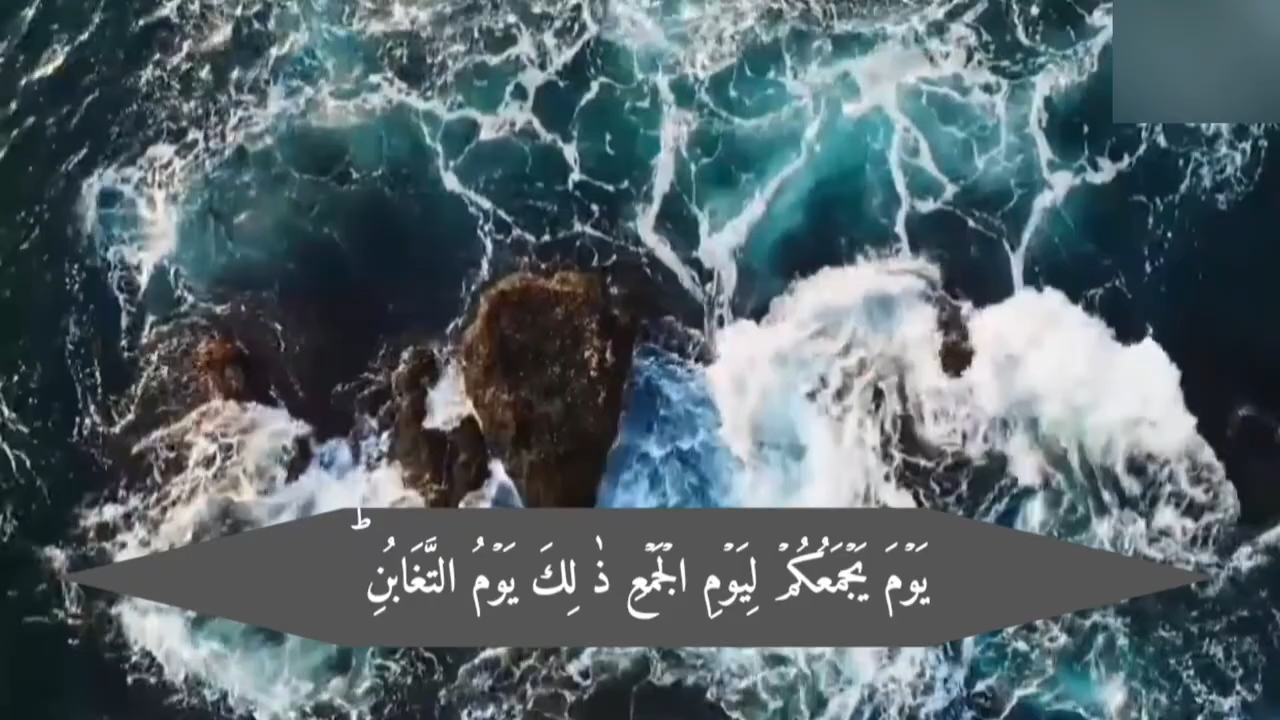 يَوْمَ يَجْمَعُكُمْ لِيَوْمِ الْجَمْعِ ذٰ لِكَ يَوْمُ التَّغَابُنِ ؕ